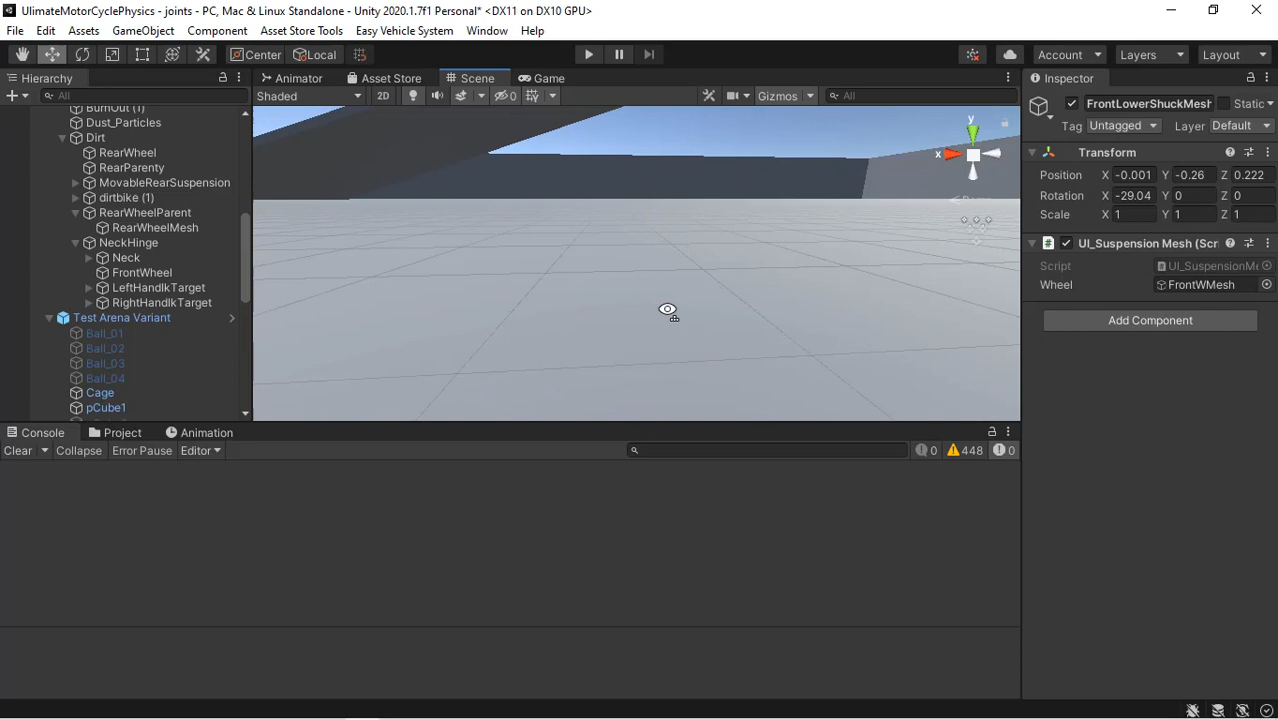 UlimateMotorCyclePhysics - joints - PC, Mac & Linux Standalone - Unity 2020.1.7f1 Personal* <DX11 on DX10 GPU>
File Edit Assets GameObject Component Asset Store Tools Easy Vehicle System Window Help
Center Local Account Layers Layout
Hierarchy Animator Asset Store Scene Game Inspector
All Shaded 2D 0 Gizmos All
FrontLowerShuckMesh Static
Tag Untagged Layer Default
BurnOut (1)
Dust_Particles
Dirt
RearWheel
RearParenty
MovableRearSuspension
dirtbike (1)
RearWheelParent
RearWheelMesh
NeckHinge
Neck
FrontWheel
LeftHandIkTarget
RightHandIkTarget
Test Arena Variant
Ball_01
Ball_02
Ball_03
Ball_04
Cage
pCube1
y
x
Transform
Position X -0.001 Y -0.26 Z 0.222
Rotation X -29.04 Y 0 Z 0
Scale X 1 Y 1 Z 1
UI_Suspension Mesh (Scr
Script UI_SuspensionMe
Wheel FrontWMesh
Add Component
Console Project Animation
Clear Collapse Error Pause Editor 0 448 0